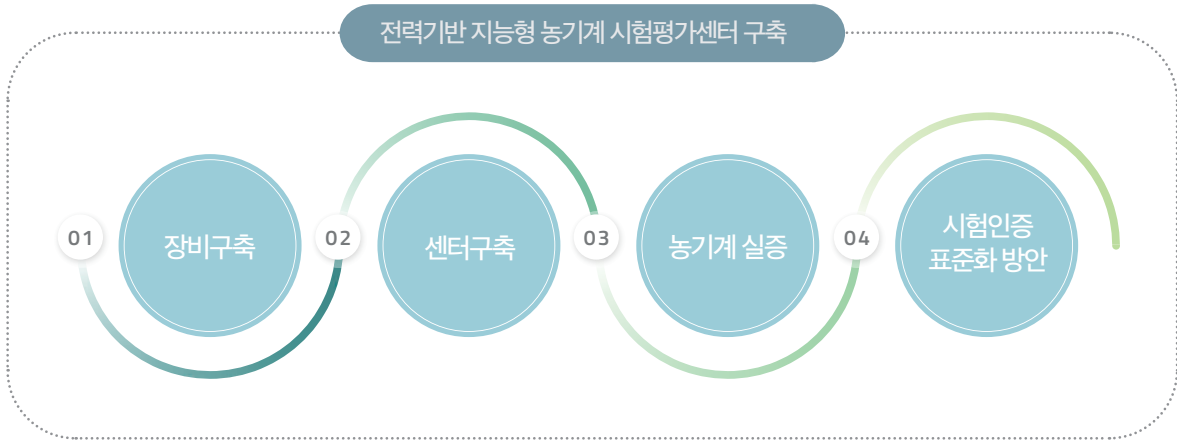 전력기반 지능형 농기계 시험평가센터 구축
01
장비구축
02
센터구축
03
농기계 실증
04
시험인증
표준화 방안